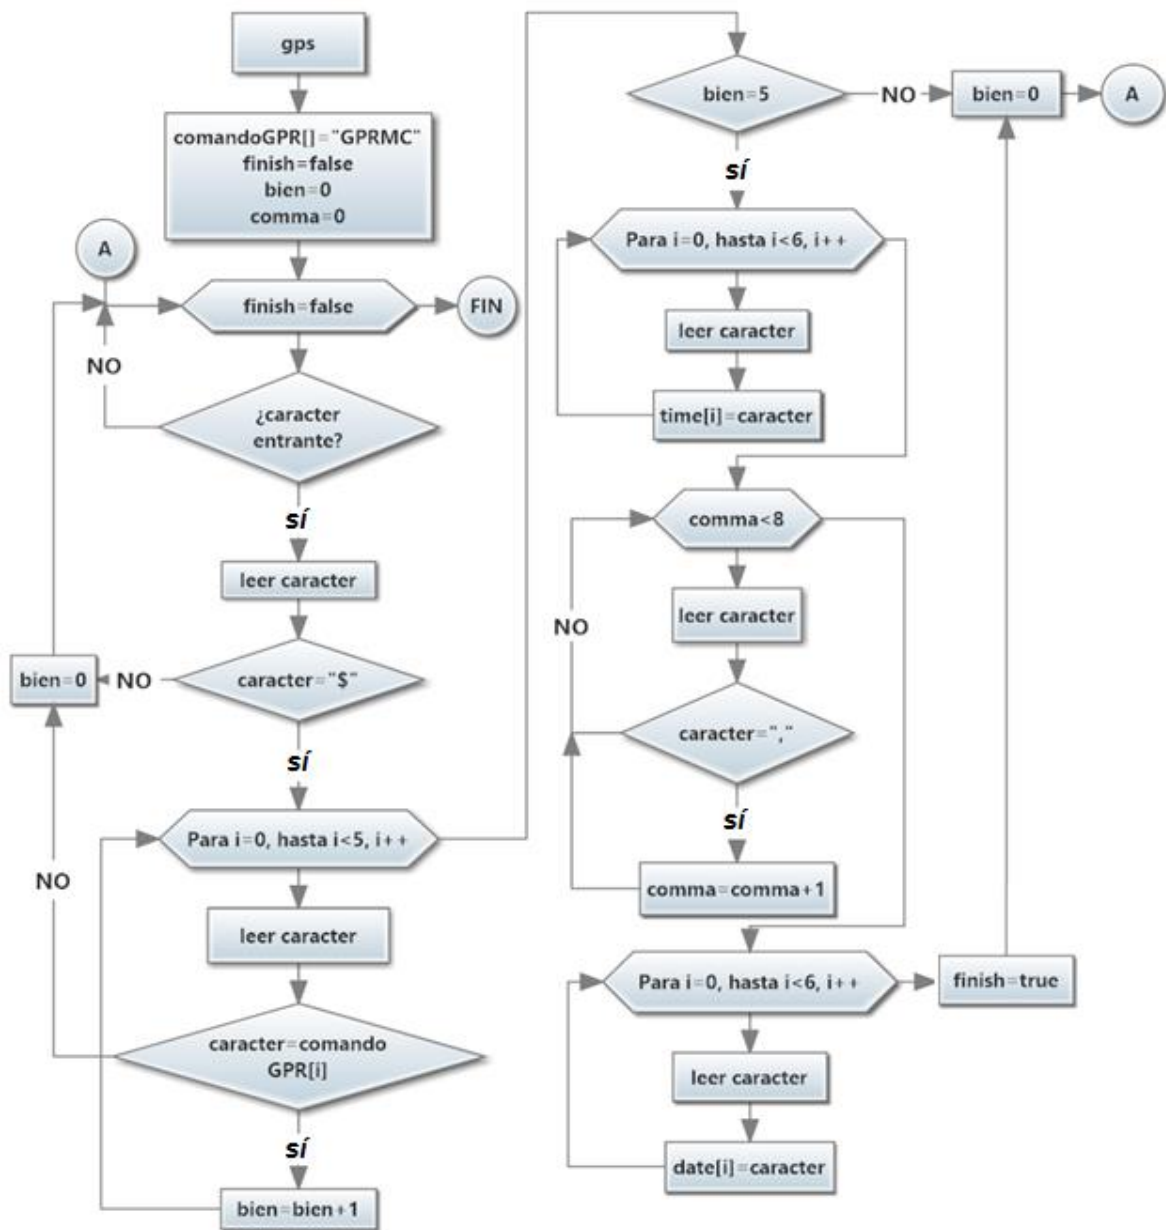 gps
comandoGPR[]="GPRMC"
finish=false
bien=0
comma=0
A
finish=false
FIN
NO
¿caracter
entrante?
sí
leer caracter
bien=0
NO
caracter="$"
sí
Para i=0, hasta i<5, i++
NO
leer caracter
caracter=comando
GPR[i]
sí
bien=bien+1
bien=5
NO
bien=0
A
sí
Para i=0, hasta i<6, i++
leer caracter
time[i]=caracter
comma<8
leer caracter
NO
caracter=","
sí
comma=comma+1
Para i=0, hasta i<6, i++
finish=true
leer caracter
date[i]=caracter